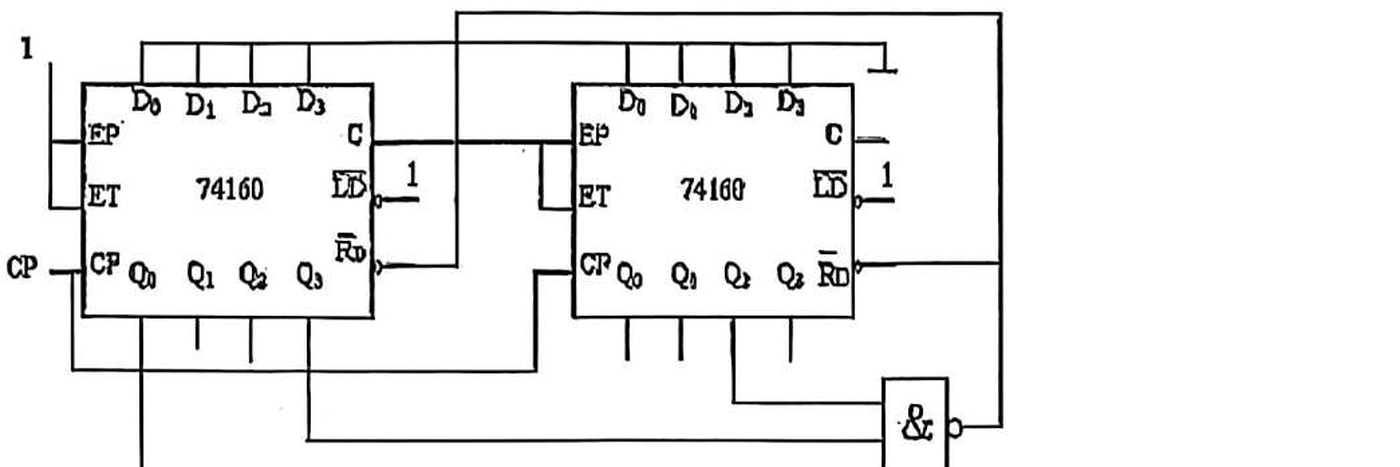 1
D0 D1 D2 D3
D0 D1 D2 D3
EP C
EP C
ET 74160 LD 1
ET 74160 LD 1
CP CP Q0 Q1 Q2 Q3 RD
CP Q0 Q1 Q2 Q3 RD
&